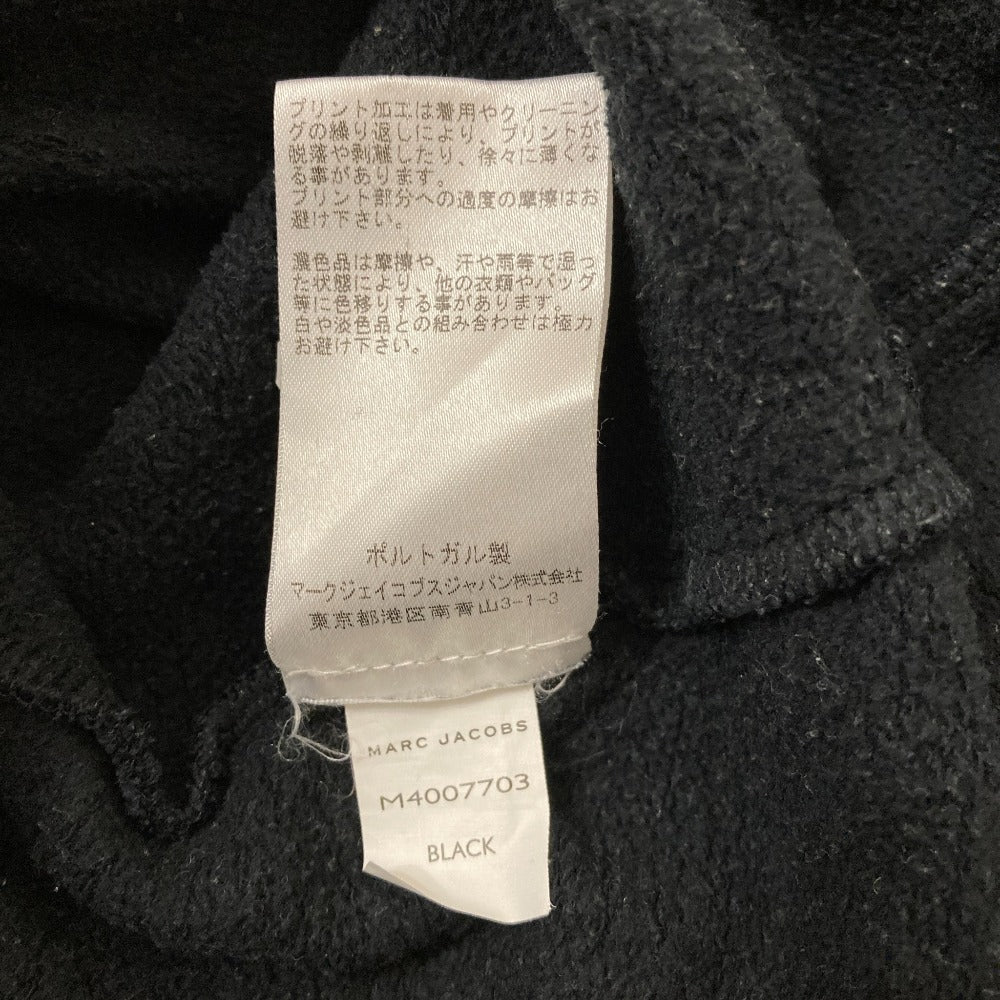 プリント加工は着用やクリーニン
グの繰り返しにより、プリントが
脱落や剥離したり、徐々に薄くな
る事があります。
プリント部分への過度の摩擦はお
避け下さい。
濃色品は摩擦や、汗や雨等で湿っ
た状態により、他の衣類やバッグ
等に色移りする事があります。
白や淡色品との組み合わせは極力
お避け下さい。
ポルトガル製
マークジェイコブスジャパン株式会社
東京都港区南青山3-1-3
MARC JACOBS
M4007703
BLACK